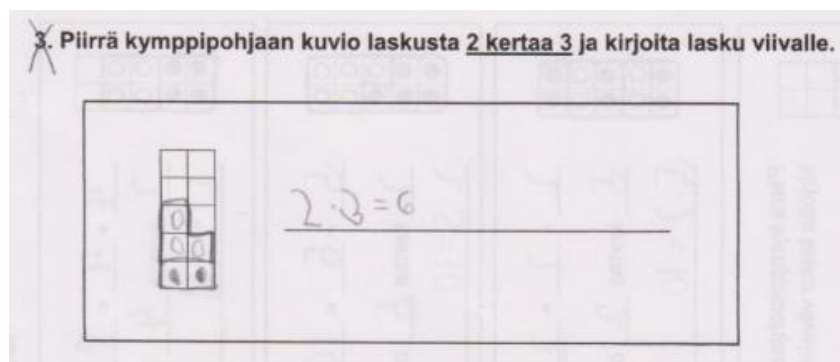 3. Piirrä kymppipohjaan kuvio laskusta 2 kertaa 3 ja kirjoita lasku viivalle.
2·3=6